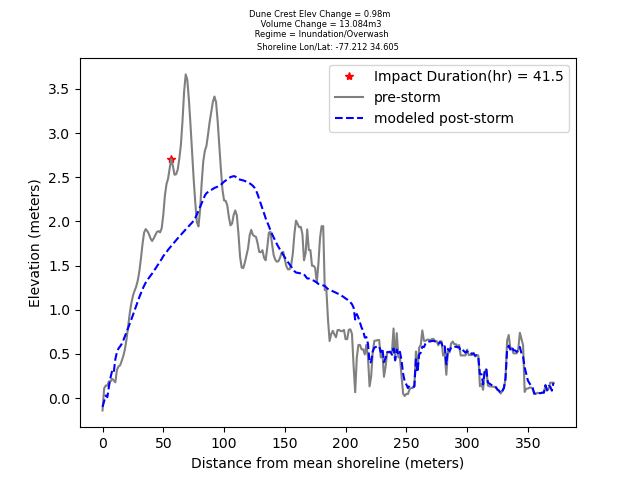 Dune Crest Elev Change = 0.98m
Volume Change = 13.084m3
Regime = Inundation/Overwash
Shoreline Lon/Lat: -77.212 34.605
Impact Duration(hr) = 41.5
pre-storm
modeled post-storm
Elevation (meters)
3.5
3.0
2.5
2.0
1.5
1.0
0.5
0.0
0 50 100 150 200 250 300 350
Distance from mean shoreline (meters)